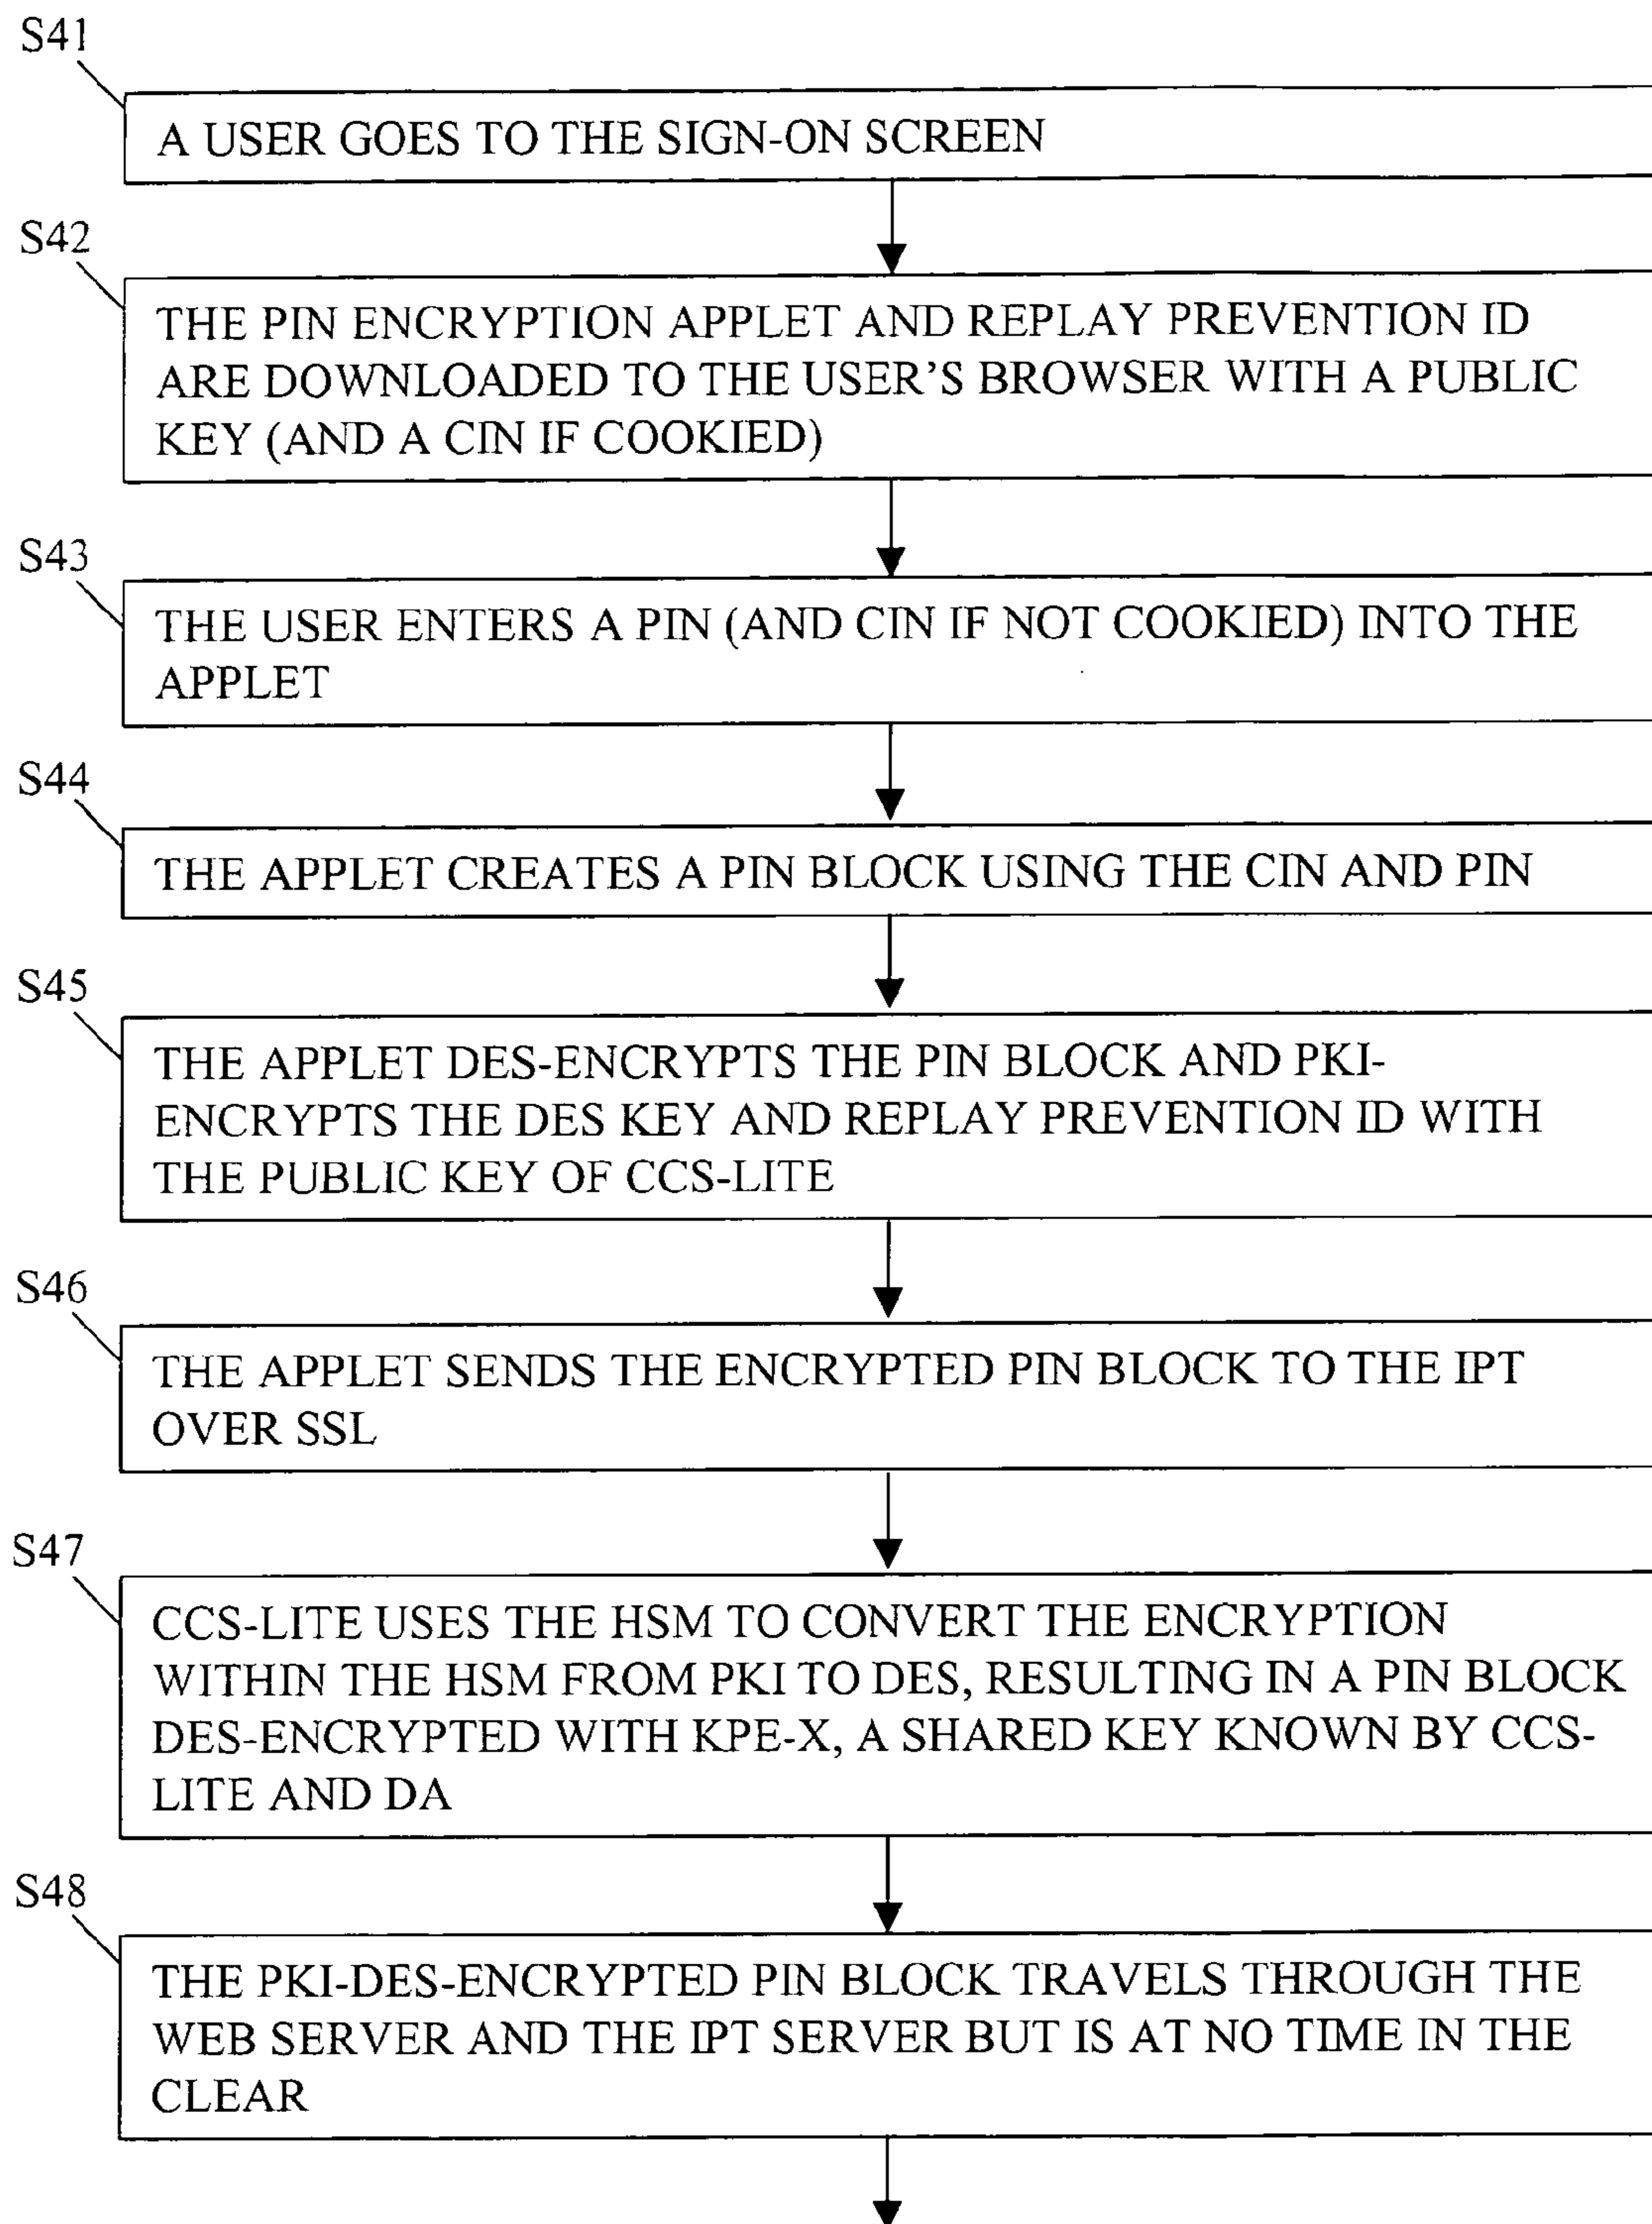 S41
A USER GOES TO THE SIGN-ON SCREEN
S42
THE PIN ENCRYPTION APPLET AND REPLAY PREVENTION ID
ARE DOWNLOADED TO THE USER'S BROWSER WITH A PUBLIC
KEY (AND A CIN IF COOKIED)
S43
THE USER ENTERS A PIN (AND CIN IF NOT COOKIED) INTO THE
APPLET
S44
THE APPLET CREATES A PIN BLOCK USING THE CIN AND PIN
S45
THE APPLET DES-ENCRYPTS THE PIN BLOCK AND PKI-
ENCRYPTS THE DES KEY AND REPLAY PREVENTION ID WITH
THE PUBLIC KEY OF CCS-LITE
S46
THE APPLET SENDS THE ENCRYPTED PIN BLOCK TO THE IPT
OVER SSL
S47
CCS-LITE USES THE HSM TO CONVERT THE ENCRYPTION
WITHIN THE HSM FROM PKI TO DES, RESULTING IN A PIN BLOCK
DES-ENCRYPTED WITH KPE-X, A SHARED KEY KNOWN BY CCS-
LITE AND DA
S48
THE PKI-DES-ENCRYPTED PIN BLOCK TRAVELS THROUGH THE
WEB SERVER AND THE IPT SERVER BUT IS AT NO TIME IN THE
CLEAR